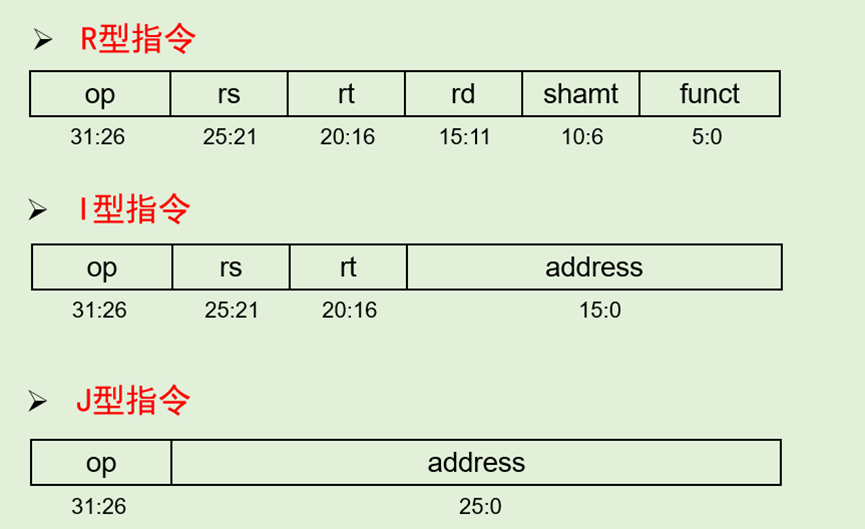 R型指令
op rs rt rd shamt funct
31:26 25:21 20:16 15:11 10:6 5:0
I型指令
op rs rt address
31:26 25:21 20:16 15:0
J型指令
op address
31:26 25:0